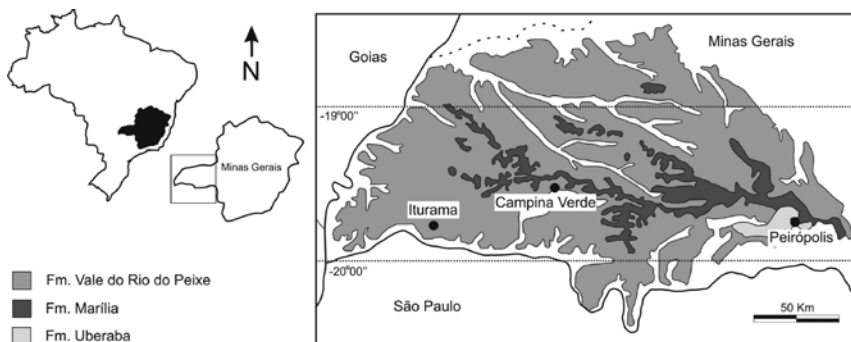 N
Minas Gerais
Fm. Vale do Rio do Peixe
Fm. Marília
Fm. Uberaba
Goias
Minas Gerais
-19°00''
Iturama
Campina Verde
Peirópolis
-20°00''
São Paulo
50 Km